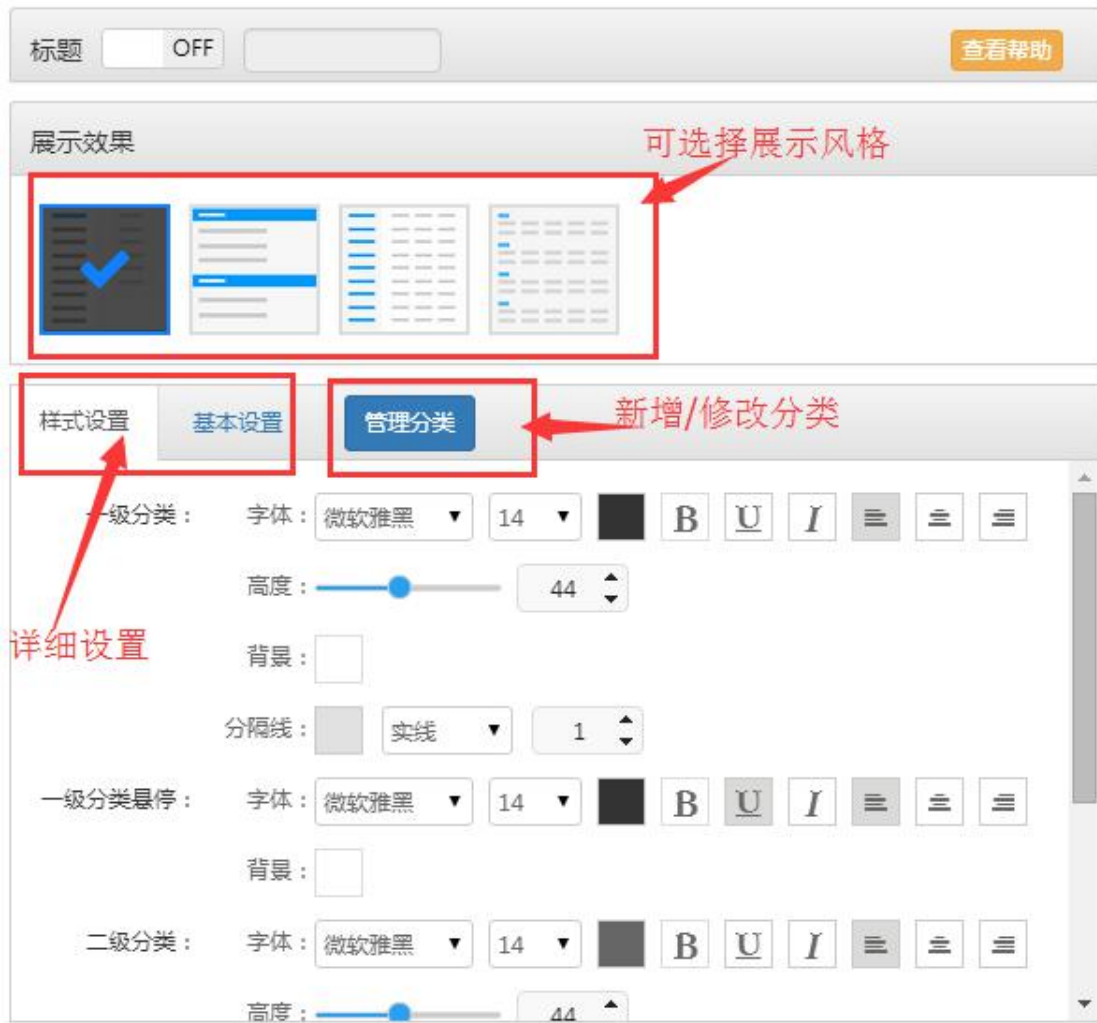 标题 OFF 查看帮助
展示效果 可选择展示风格
样式设置 基本设置 管理分类 新增/修改分类
一级分类： 字体： 微软雅黑 14 B U I
高度： 44
详细设置
背景：
分隔线： 实线 1
一级分类悬停： 字体： 微软雅黑 14 B U I
背景：
二级分类： 字体： 微软雅黑 14 B U I
高度： 44